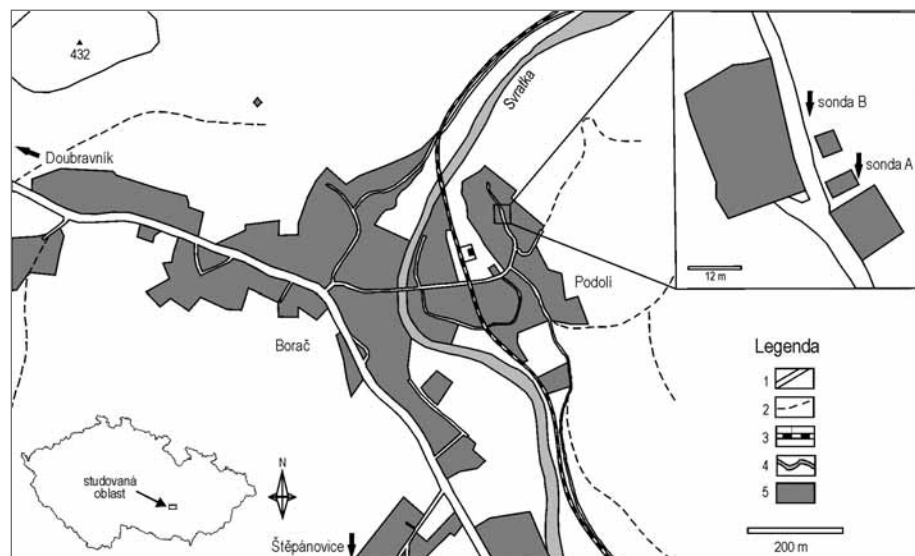 432
Doubravník
Svratka
sonda B
sonda A
12 m
Podolí
Borač
studovaná
oblast
N
Štěpánovice
Legenda
1
2
3
4
5
200 m